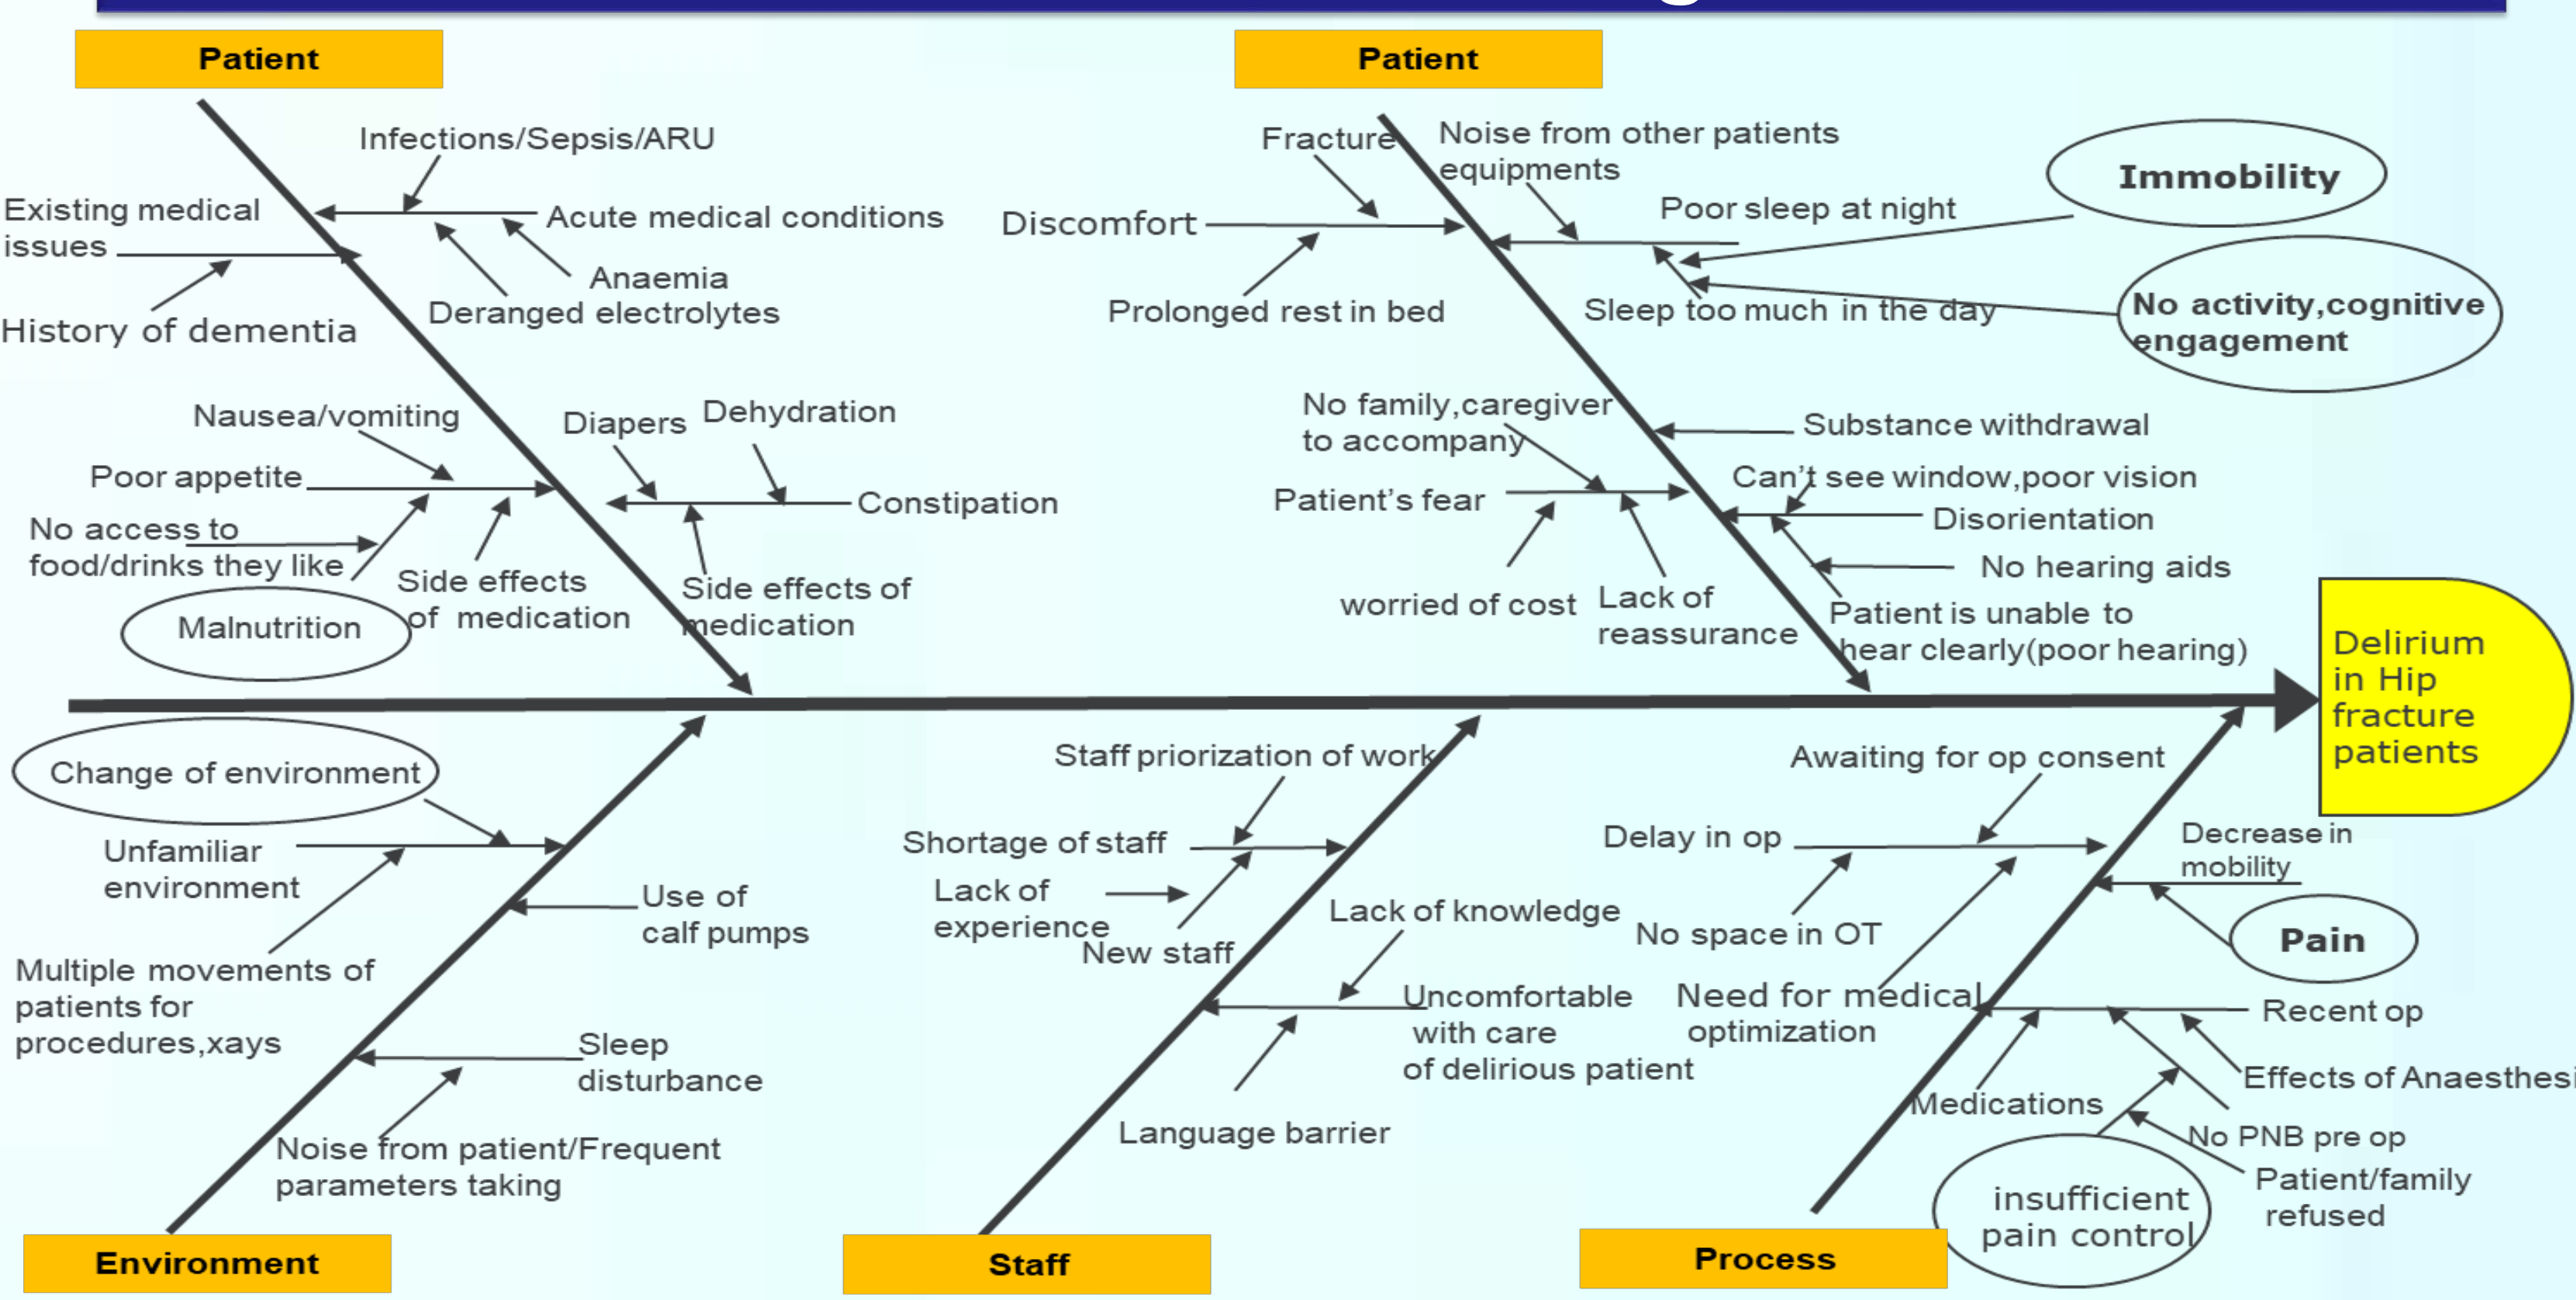 Patient
Patient
Infections/Sepsis/ARU
Existing medical
issues
Acute medical conditions
Anaemia
Deranged electrolytes
History of dementia
Nausea/vomiting
Diapers
Dehydration
Poor appetite
Constipation
No access to
food/drinks they like
Side effects
of medication
Side effects of
medication
Malnutrition
Fracture
Noise from other patients
equipments
Immobility
Discomfort
Poor sleep at night
Prolonged rest in bed
Sleep too much in the day
No activity,cognitive
engagement
No family,caregiver
to accompany
Substance withdrawal
Can't see window,poor vision
Patient's fear
Disorientation
No hearing aids
worried of cost
Lack of
reassurance
Patient is unable to
hear clearly(poor hearing)
Delirium
in Hip
fracture
patients
Change of environment
Unfamiliar
environment
Use of
calf pumps
Multiple movements of
patients for
procedures,xays
Sleep
disturbance
Noise from patient/Frequent
parameters taking
Environment
Staff priorization of work
Shortage of staff
Lack of
experience
New staff
Lack of knowledge
Uncomfortable
with care
of delirious patient
Language barrier
Staff
Awaiting for op consent
Delay in op
Decrease in
mobility
No space in OT
Pain
Need for medical
optimization
Recent op
Effects of Anaesthesi
Medications
No PNB pre op
Patient/family
refused
insufficient
pain control
Process